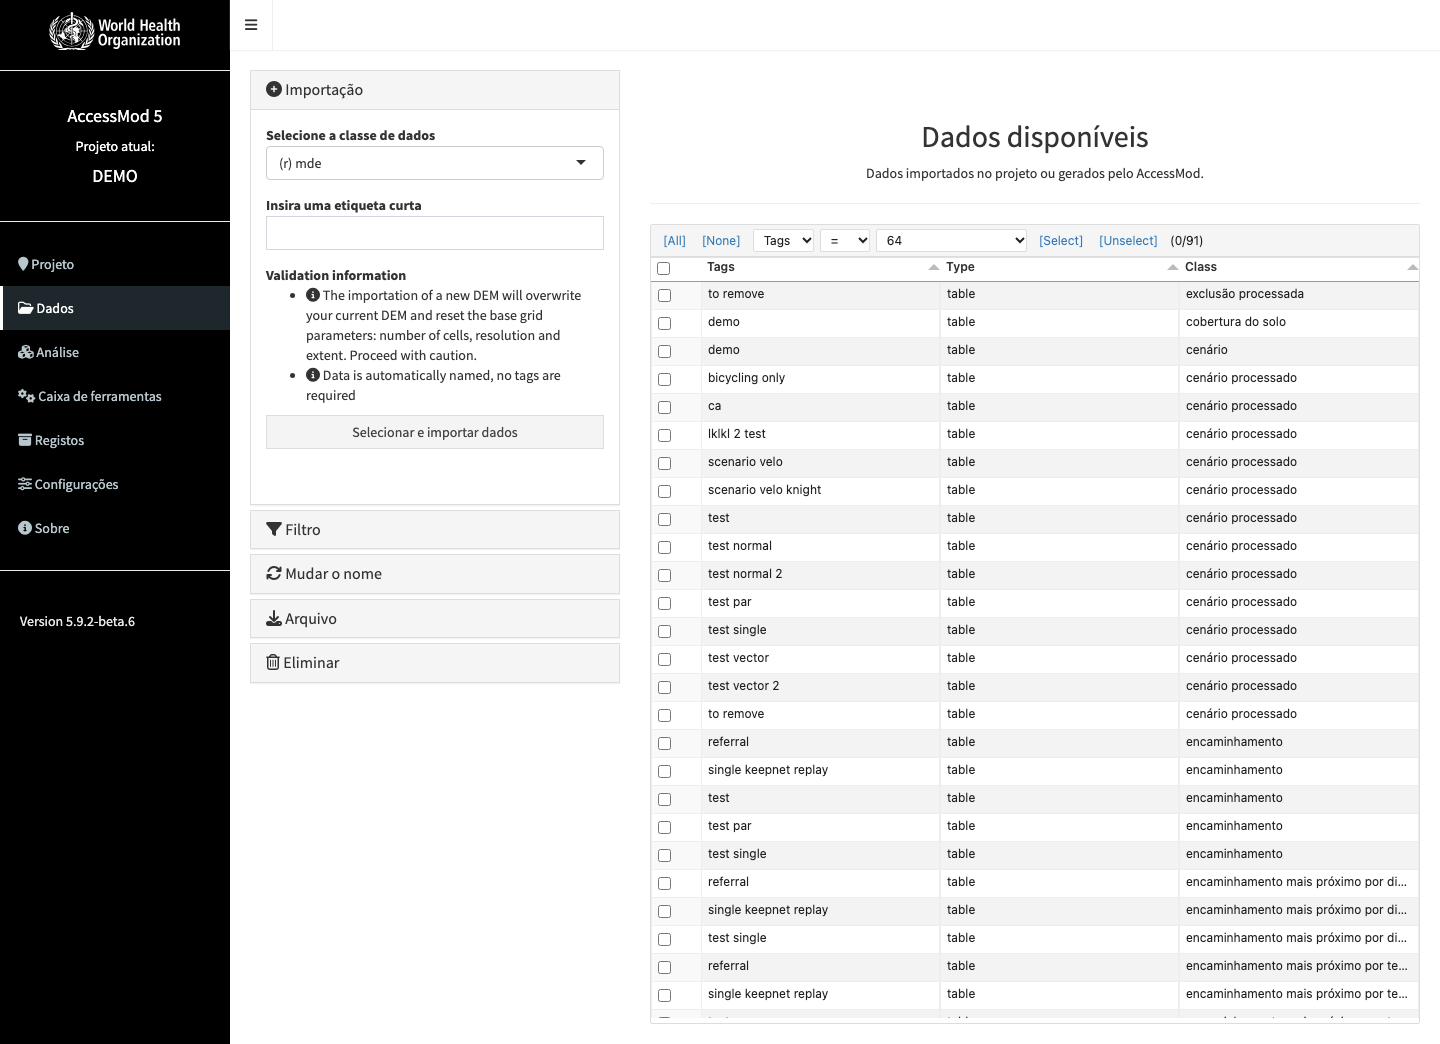 World Health
Organization
AccessMod 5
Projeto atual:
DEMO
Projeto
Dados
Análise
Caixa de ferramentas
Registos
Configurações
Sobre
Version 5.9.2-beta.6
Importação
Selecione a classe de dados
(r) mde
Insira uma etiqueta curta
Validation information
The importation of a new DEM will overwrite
your current DEM and reset the base grid
parameters: number of cells, resolution and
extent. Proceed with caution.
Data is automatically named, no tags are
required
Selecionar e importar dados
Filtro
Mudar o nome
Arquivo
Eliminar
Dados disponíveis
Dados importados no projeto ou gerados pelo AccessMod.
[All] [None] Tags = 64 [Select] [Unselect] (0/91)
Tags Type Class
to remove table exclusão processada
demo table cobertura do solo
demo table cenário
bicycling only table cenário processado
ca table cenário processado
lklkl 2 test table cenário processado
scenario velo table cenário processado
scenario velo knight table cenário processado
test table cenário processado
test normal table cenário processado
test normal 2 table cenário processado
test par table cenário processado
test single table cenário processado
test vector table cenário processado
test vector 2 table cenário processado
to remove table cenário processado
referral table encaminhamento
single keepnet replay table encaminhamento
test table encaminhamento
test par table encaminhamento
test single table encaminhamento
referral table encaminhamento mais próximo por di...
single keepnet replay table encaminhamento mais próximo por di...
test single table encaminhamento mais próximo por di...
referral table encaminhamento mais próximo por te...
single keepnet replay table encaminhamento mais próximo por te...